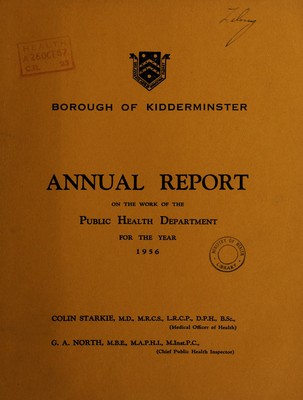 BOROUGH OF KIDDERMINSTER
ANNUAL REPORT
ON THE WORK OF THE
PUBLIC HEALTH DEPARTMENT
FOR THE YEAR
1956
LIBRARY
COLIN STARKIE, M.D., M.R.C.S., L.R.C.P., D.P.H., B.Sc.,
(Medical Officer of Health)
G. A. NORTH, M.B.E., M.A.P.H.I., M.Inst.P.C.,
(Chief Public Health Inspector)